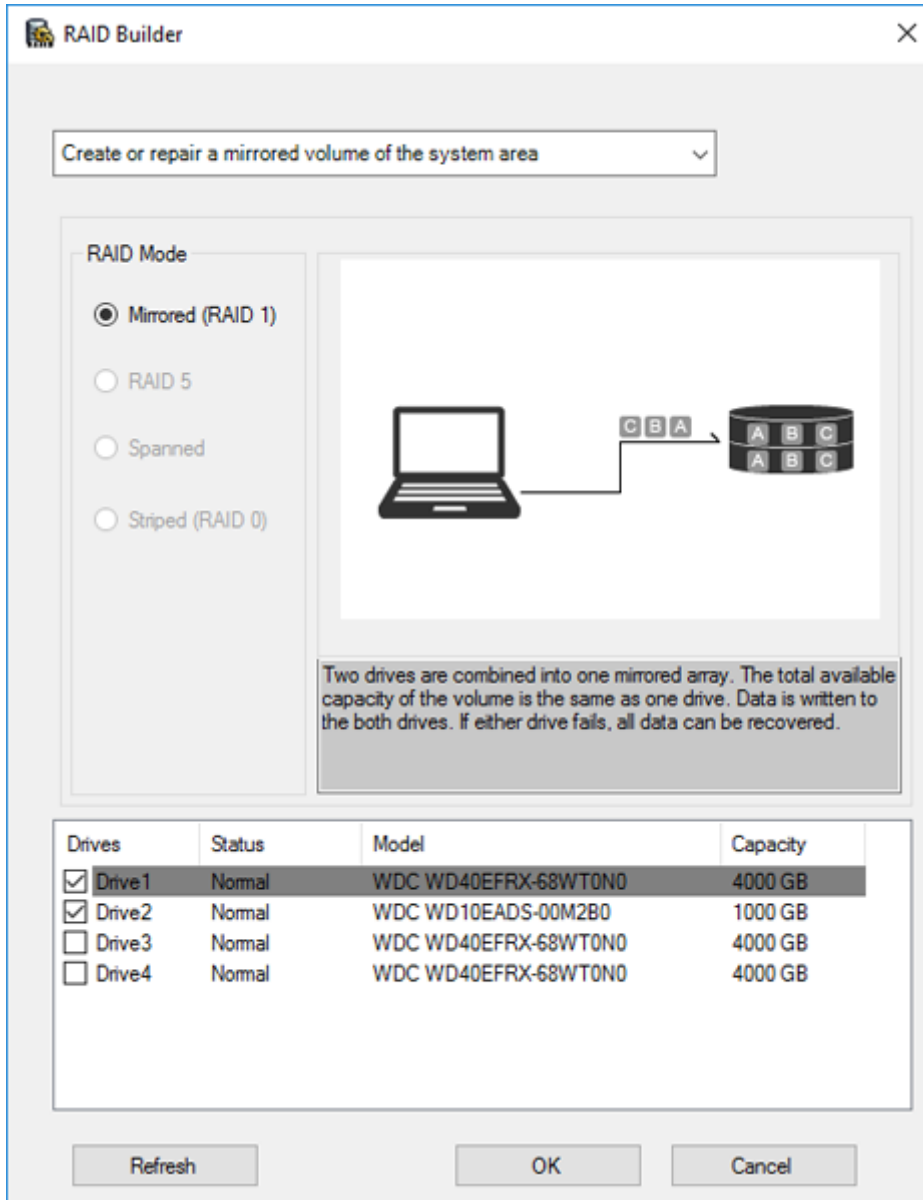 RAID Builder
Create or repair a mirrored volume of the system area
RAID Mode
Mirrored (RAID 1)
RAID 5
Spanned
Striped (RAID 0)
C B A
A B C
A B C
Two drives are combined into one mirrored array. The total available
capacity of the volume is the same as one drive. Data is written to
the both drives. If either drive fails, all data can be recovered.
Drives Status Model Capacity
Drive1 Normal WDC WD40EFRX-68WT0N0 4000 GB
Drive2 Normal WDC WD10EADS-00M2B0 1000 GB
Drive3 Normal WDC WD40EFRX-68WT0N0 4000 GB
Drive4 Normal WDC WD40EFRX-68WT0N0 4000 GB
Refresh OK Cancel